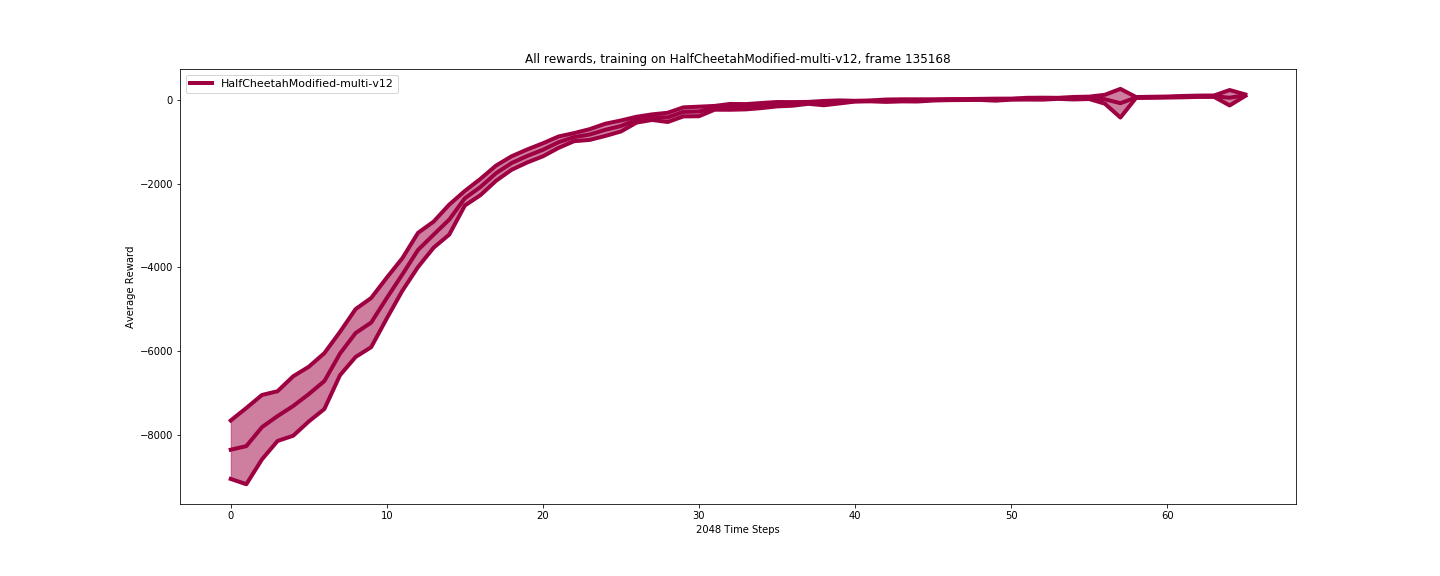 All rewards, training on HalfCheetahModified-multi-v12, frame 135168
HalfCheetahModified-multi-v12
0
−2000
−4000
−6000
−8000
Average Reward
0 10 20 30 40 50 60
2048 Time Steps